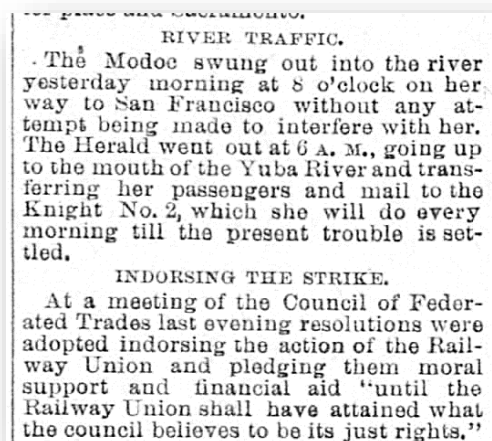 RIVER TRAFFIC.
The Modoc swung out into the river
yesterday morning at 8 o'clock on her
way to San Francisco without any at-
tempt being made to interfere with her.
The Herald went out at 6 A. M., going up
to the mouth of the Yuba River and trans-
ferring her passengers and mail to the
Knight No. 2, which she will do every
morning till the present trouble is set-
tled.
INDORSING THE STRIKE.
At a meeting of the Council of Feder-
ated Trades last evening resolutions were
adopted indorsing the action of the Rail-
way Union and pledging them moral
support and financial aid "until the
Railway Union shall have attained what
the council believes to be its just rights."